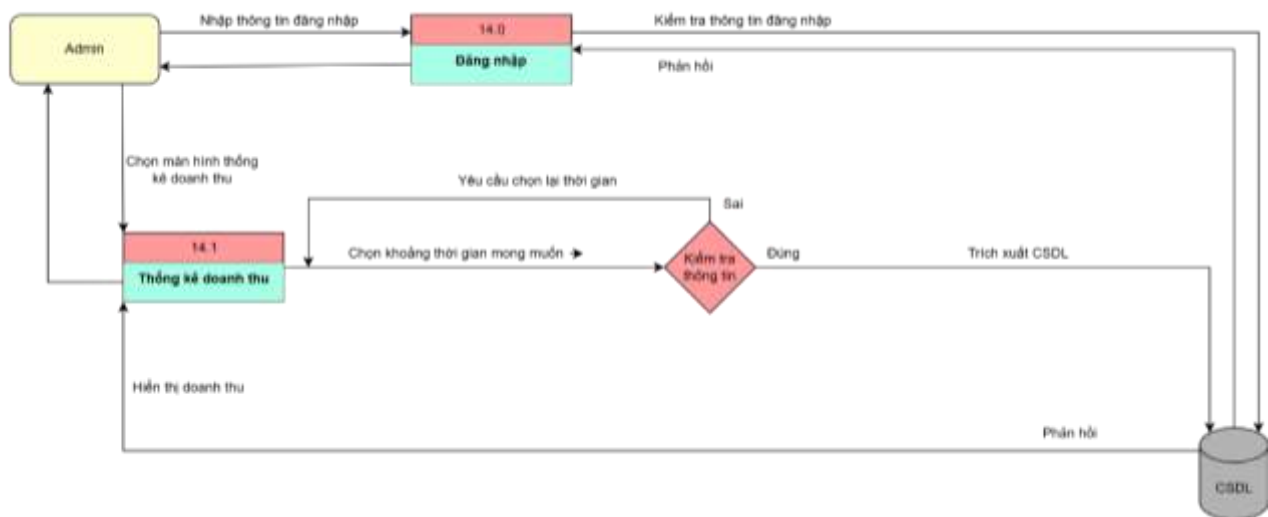 Nhập thông tin đăng nhập
Kiểm tra thông tin đăng nhập
14.0
Admin
Đăng nhập
Phản hồi
Chọn màn hình thống
kê doanh thu
Yêu cầu chọn lại thời gian
Sai
14.1
Chọn khoảng thời gian mong muốn
Kiểm tra
thông tin
Đúng
Trích xuất CSDL
Thống kê doanh thu
Hiển thị doanh thu
Phản hồi
CSDL